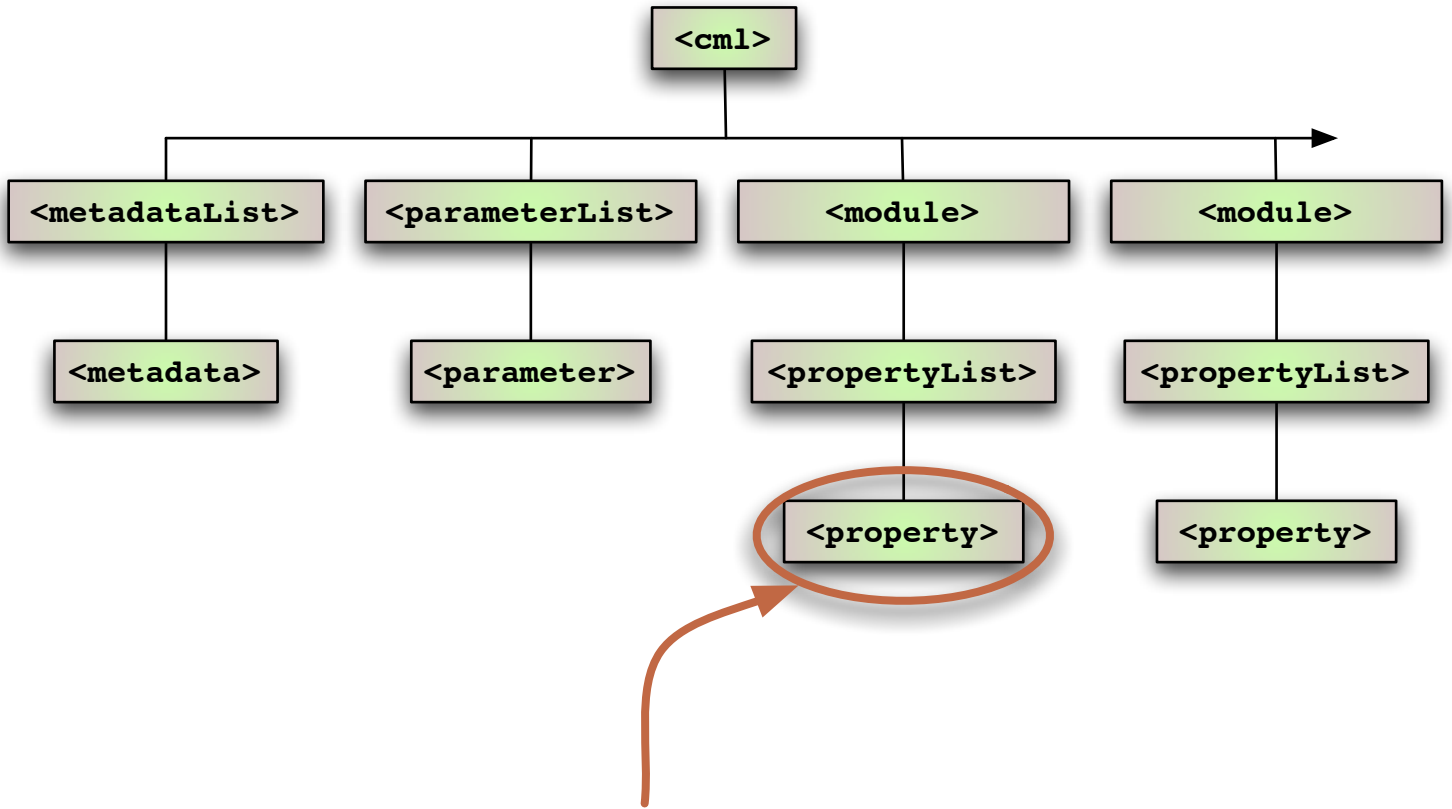 <cml>
<metadataList> <parameterList> <module> <module>
<metadata> <parameter> <propertyList> <propertyList>
<property> <property>